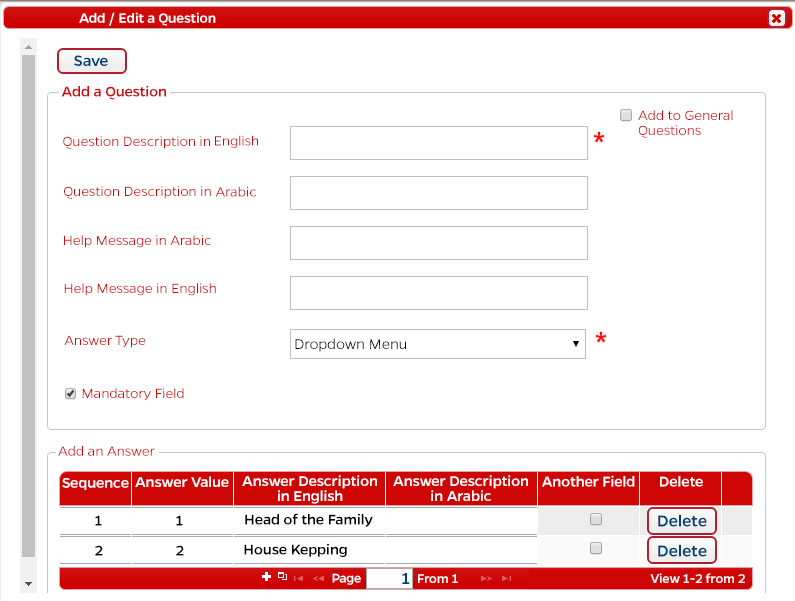 Add / Edit a Question
Save
Add a Question
Add to General
Questions
Question Description in English
*
Question Description in Arabic
Help Message in Arabic
Help Message in English
Answer Type
Dropdown Menu
*
Mandatory Field
Add an Answer
Sequence Answer Value Answer Description in English Answer Description in Arabic Another Field Delete
1 1 Head of the Family Delete
2 2 House Kepping Delete
Page 1 From 1 View 1-2 from 2